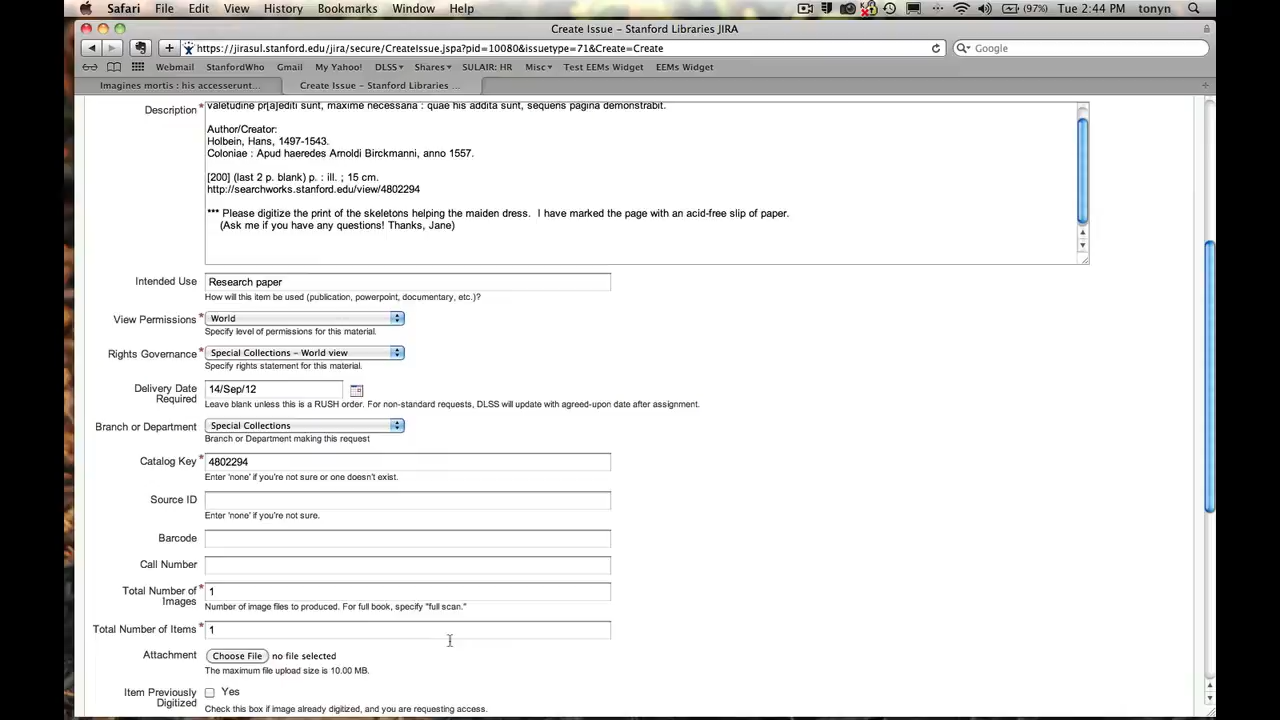 Safari File Edit View History Bookmarks Window Help (97%) Tue 2:44 PM tonyn
Create Issue – Stanford Libraries JIRA
https://jirasul.stanford.edu/jira/secure/CreateIssue.jspa?pid=10080&issuetype=71&Create=Create Google
Webmail StanfordWho Gmail My Yahoo! DLSS Shares SULAIR: HR Misc Test EEMs Widget EEMs Widget
Imagines mortis : his accesserunt... Create Issue – Stanford Libraries ...
Description * valetudine pr[a]editi sunt, maxime necessaria : quae his addita sunt, sequens pagina demonstrabit.
Author/Creator:
Holbein, Hans, 1497-1543.
Coloniae : Apud haeredes Arnoldi Birckmanni, anno 1557.
[200] (last 2 p. blank) p. : ill. ; 15 cm.
http://searchworks.stanford.edu/view/4802294
*** Please digitize the print of the skeletons helping the maiden dress. I have marked the page with an acid-free slip of paper.
(Ask me if you have any questions! Thanks, Jane)
Intended Use Research paper
How will this item be used (publication, powerpoint, documentary, etc.)?
View Permissions * World
Specify level of permissions for this material.
Rights Governance * Special Collections – World view
Specify rights statement for this material.
Delivery Date
Required
14/Sep/12
Leave blank unless this is a RUSH order. For non-standard requests, DLSS will update with agreed-upon date after assignment.
Branch or Department Special Collections
Branch or Department making this request
Catalog Key 4802294
Enter 'none' if you're not sure or one doesn't exist.
Source ID
Enter 'none' if you're not sure.
Barcode
Call Number
Total Number of *
Images
1
Number of image files to produced. For full book, specify "full scan."
Total Number of Items * 1
Attachment Choose File no file selected
The maximum file upload size is 10.00 MB.
Item Previously
Digitized
Yes
Check this box if image already digitized, and you are requesting access.